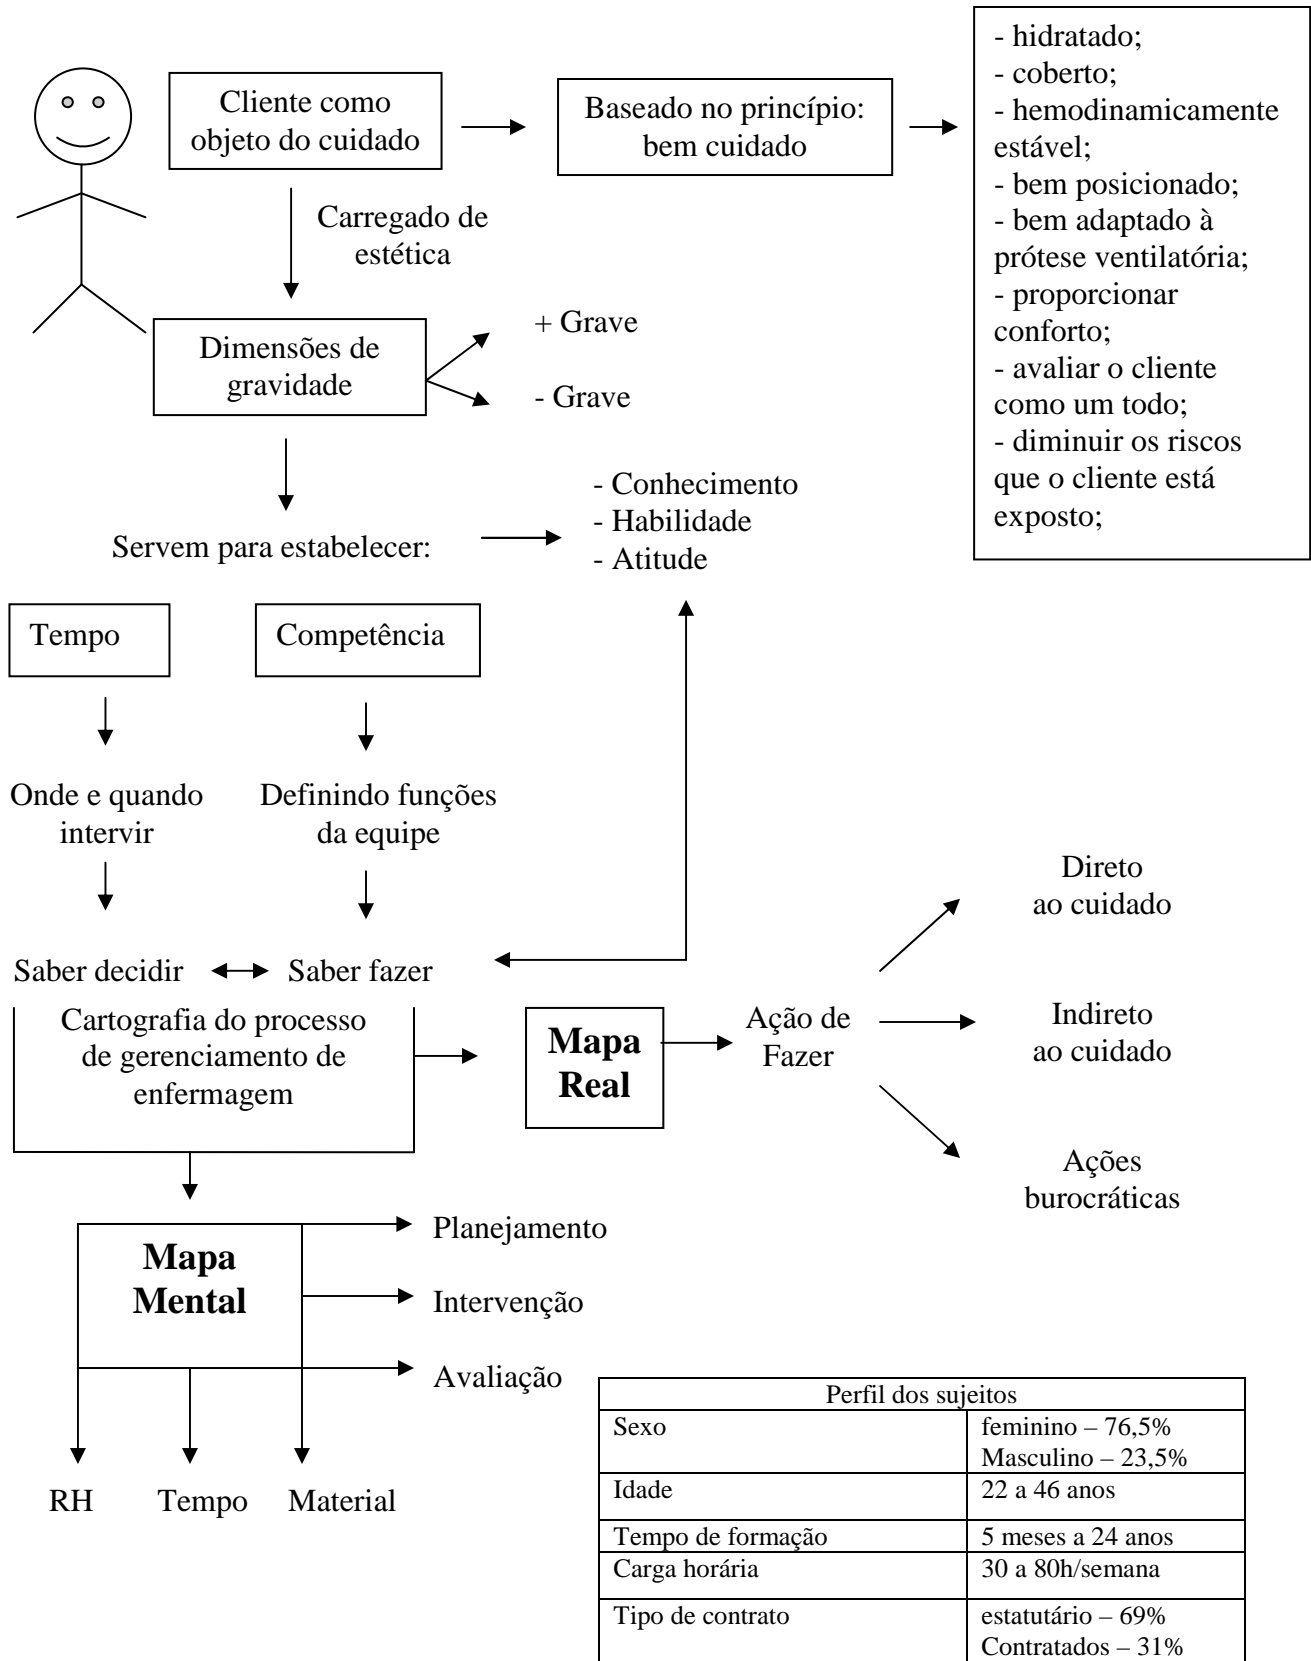 Cliente como
objeto do cuidado
Baseado no princípio:
bem cuidado
- hidratado;
- coberto;
- hemodinamicamente
estável;
- bem posicionado;
- bem adaptado à
prótese ventilatória;
- proporcionar
conforto;
- avaliar o cliente
como um todo;
- diminuir os riscos
que o cliente está
exposto;
Carregado de
estética
Dimensões de
gravidade
+ Grave
- Grave
Servem para estabelecer:
- Conhecimento
- Habilidade
- Atitude
Tempo
Competência
Onde e quando
intervir
Definindo funções
da equipe
Saber decidir
Saber fazer
Cartografia do processo
de gerenciamento de
enfermagem
Mapa
Real
Ação de
Fazer
Direto
ao cuidado
Indireto
ao cuidado
Ações
burocráticas
Mapa
Mental
Planejamento
Intervenção
Avaliação
RH
Tempo
Material
Perfil dos sujeitos
Sexo
feminino – 76,5%
Masculino – 23,5%
Idade
22 a 46 anos
Tempo de formação
5 meses a 24 anos
Carga horária
30 a 80h/semana
Tipo de contrato
estatutário – 69%
Contratados – 31%